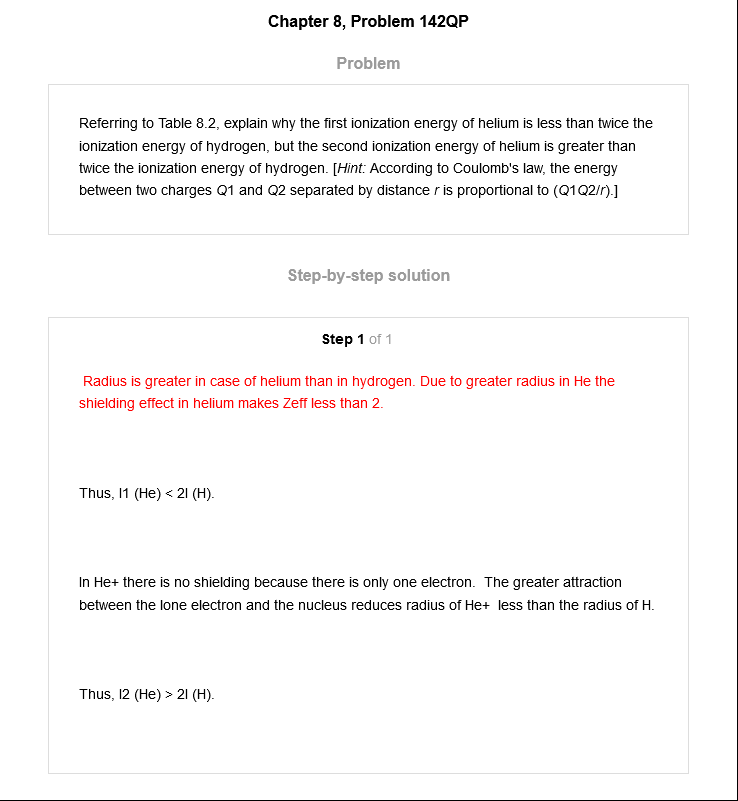 Chapter 8, Problem 142QP
Problem
Referring to Table 8.2, explain why the first ionization energy of helium is less than twice the
ionization energy of hydrogen, but the second ionization energy of helium is greater than
twice the ionization energy of hydrogen. [Hint: According to Coulomb's law, the energy
between two charges Q1 and Q2 separated by distance r is proportional to (Q1Q2/r).]
Step-by-step solution
Step 1 of 1
Radius is greater in case of helium than in hydrogen. Due to greater radius in He the
shielding effect in helium makes Zeff less than 2.
Thus, I1 (He) < 2I (H).
In He+ there is no shielding because there is only one electron. The greater attraction
between the lone electron and the nucleus reduces radius of He+ less than the radius of H.
Thus, I2 (He) > 2I (H).